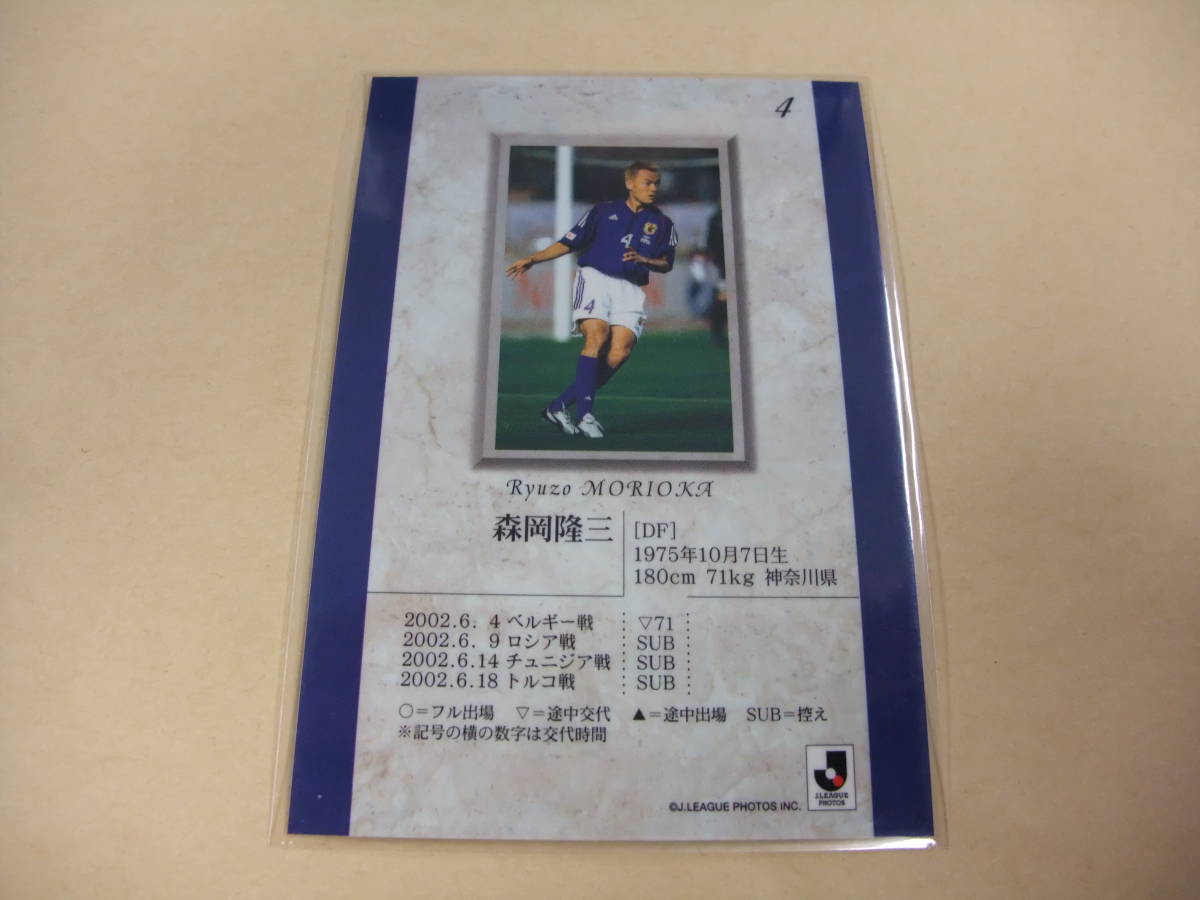 4
4
4
Ryuzo MORIOKA
森岡隆三
[DF]
1975年10月7日生
180cm 71kg 神奈川県
2002.6. 4 ベルギー戦 ▽71
2002.6. 9 ロシア戦 SUB
2002.6.14 チュニジア戦 SUB
2002.6.18 トルコ戦 SUB
○=フル出場 ▽=途中交代 ▲=途中出場 SUB=控え
※記号の横の数字は交代時間
J.LEAGUE
PHOTOS
©J.LEAGUE PHOTOS INC.